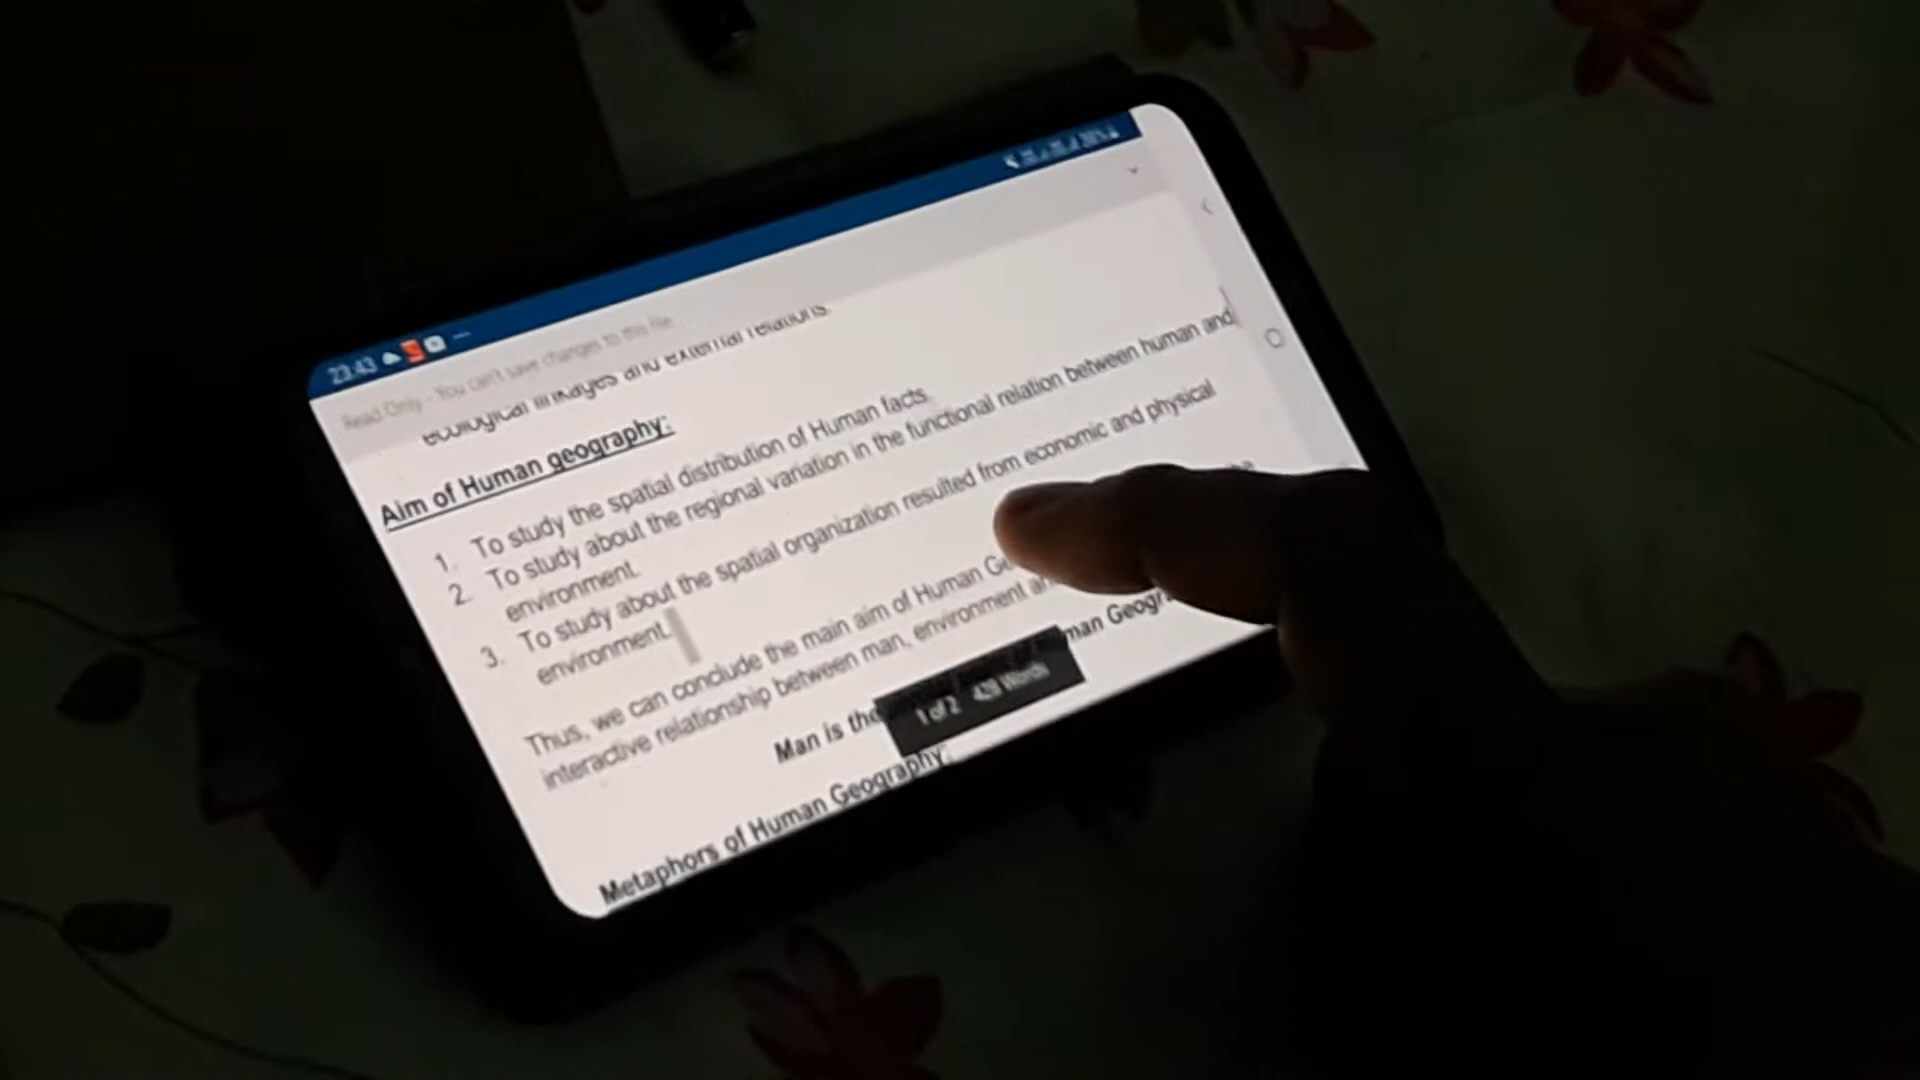 23:43
Read Only - You can't save changes to this file.
ecological linkages and external relations.
Aim of Human geography:
1. To study the spatial distribution of Human facts.
2. To study about the regional variation in the functional relation between human and
environment.
3. To study about the spatial organization resulted from economic and physical
environment.
Thus, we can conclude the main aim of Human
interactive relationship between man, environment
Man is the
Metaphors of Human Geography:
1 of 2 428 Words